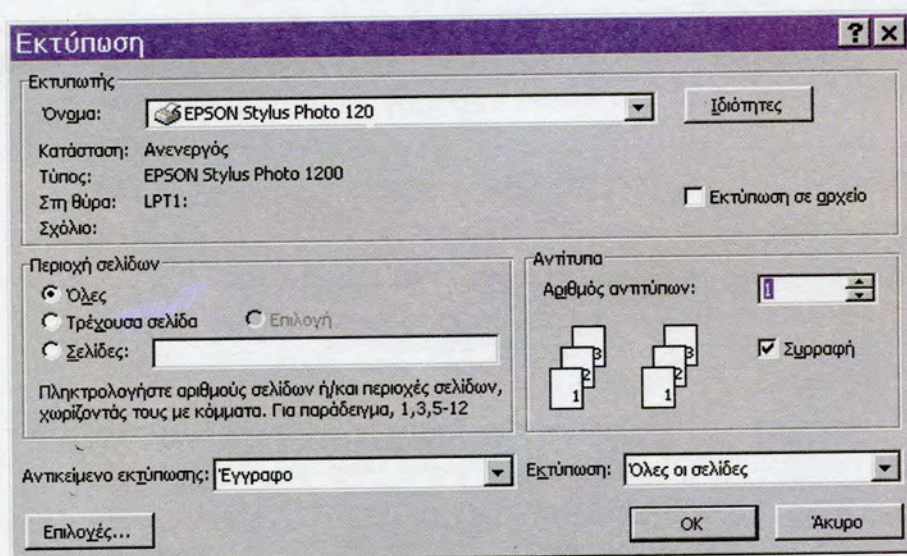 Εκτύπωση
Εκτυπωτής
Όνομα: EPSON Stylus Photo 120 Ιδιότητες
Κατάσταση: Ανενεργός
Τύπος: EPSON Stylus Photo 1200
Στη θύρα: LPT1: Εκτύπωση σε αρχείο
Σχόλιο:
Περιοχή σελίδων
Όλες
Τρέχουσα σελίδα Επιλογή
Σελίδες:
Πληκτρολογήστε αριθμούς σελίδων ή/και περιοχές σελίδων,
χωρίζοντάς τους με κόμματα. Για παράδειγμα, 1,3,5-12
Αντίτυπα
Αριθμός αντιτύπων: 1
3 3
2 2
1 1
Συρραφή
Αντικείμενο εκτύπωσης: Έγγραφο Εκτύπωση: Όλες οι σελίδες
Επιλογές... OK Άκυρο